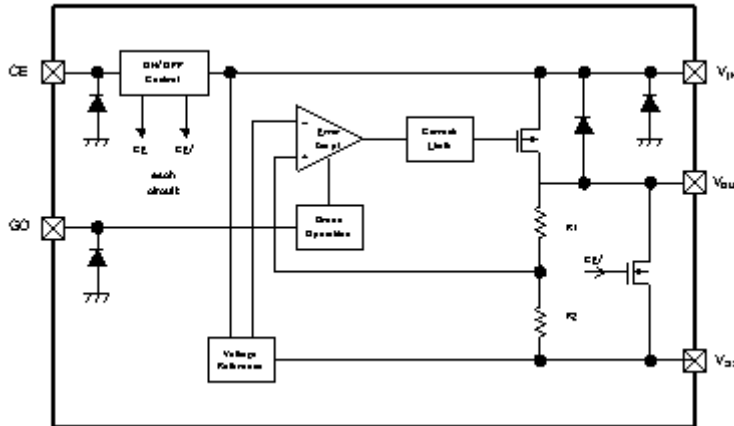 CE
ON/OFF
Control
CE
CE/
each
circuit
Error
Current
Limit
GO
Green
Operation
R1
CE/
R2
Voltage
Reference